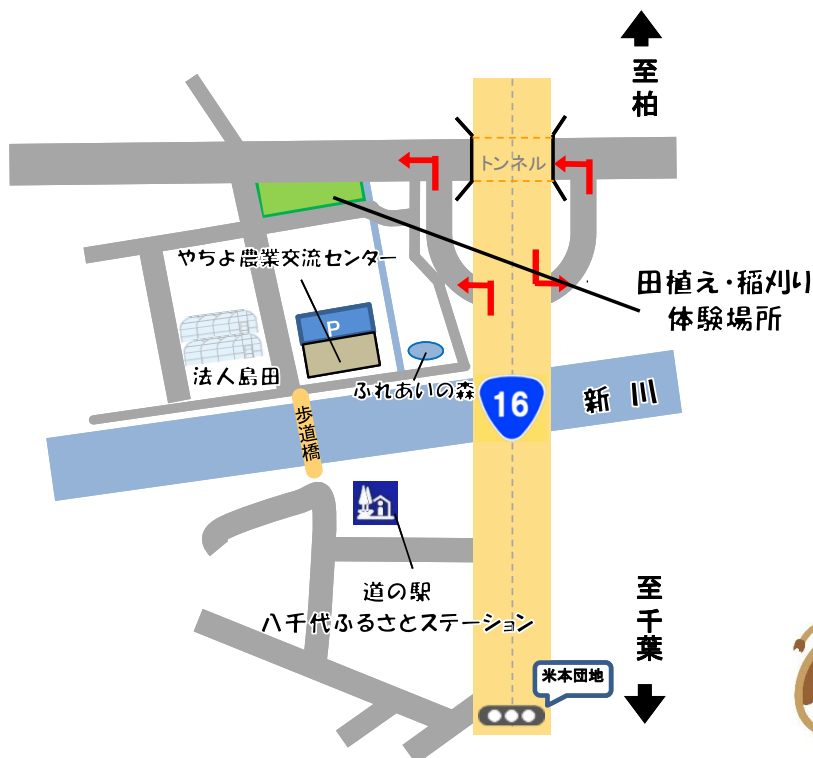 至柏
トンネル
やちよ農業交流センター
田植え・稲刈り
体験場所
P
法人島田
ふれあいの森
16
新川
歩道橋
道の駅
八千代ふるさとステーション
至千葉
米本団地